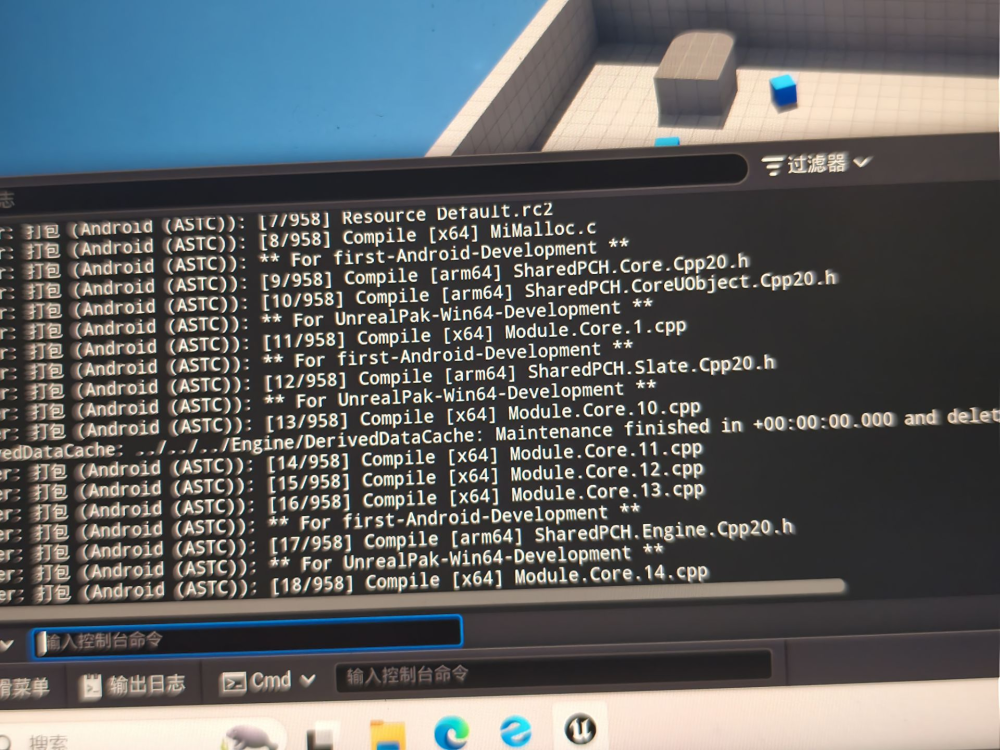 志
过滤器
r: 打包 (Android (ASTC)): [7/958] Resource Default.rc2
r: 打包 (Android (ASTC)): [8/958] Compile [x64] MiMalloc.c
r: 打包 (Android (ASTC)): ** For first-Android-Development **
r: 打包 (Android (ASTC)): [9/958] Compile [arm64] SharedPCH.Core.Cpp20.h
r: 打包 (Android (ASTC)): [10/958] Compile [arm64] SharedPCH.CoreUObject.Cpp20.h
r: 打包 (Android (ASTC)): ** For UnrealPak-Win64-Development **
r: 打包 (Android (ASTC)): [11/958] Compile [x64] Module.Core.1.cpp
r: 打包 (Android (ASTC)): ** For first-Android-Development **
er: 打包 (Android (ASTC)): [12/958] Compile [arm64] SharedPCH.Slate.Cpp20.h
er: 打包 (Android (ASTC)): ** For UnrealPak-Win64-Development **
er: 打包 (Android (ASTC)): [13/958] Compile [x64] Module.Core.10.cpp
vedDataCache: ../../../Engine/DerivedDataCache: Maintenance finished in +00:00:00.000 and delet
er: 打包 (Android (ASTC)): [14/958] Compile [x64] Module.Core.11.cpp
er: 打包 (Android (ASTC)): [15/958] Compile [x64] Module.Core.12.cpp
er: 打包 (Android (ASTC)): [16/958] Compile [x64] Module.Core.13.cpp
er: 打包 (Android (ASTC)): ** For first-Android-Development **
er: 打包 (Android (ASTC)): [17/958] Compile [arm64] SharedPCH.Engine.Cpp20.h
er: 打包 (Android (ASTC)): ** For UnrealPak-Win64-Development **
er: 打包 (Android (ASTC)): [18/958] Compile [x64] Module.Core.14.cpp
输入控制台命令
滑菜单 输出日志 Cmd 输入控制台命令
搜索